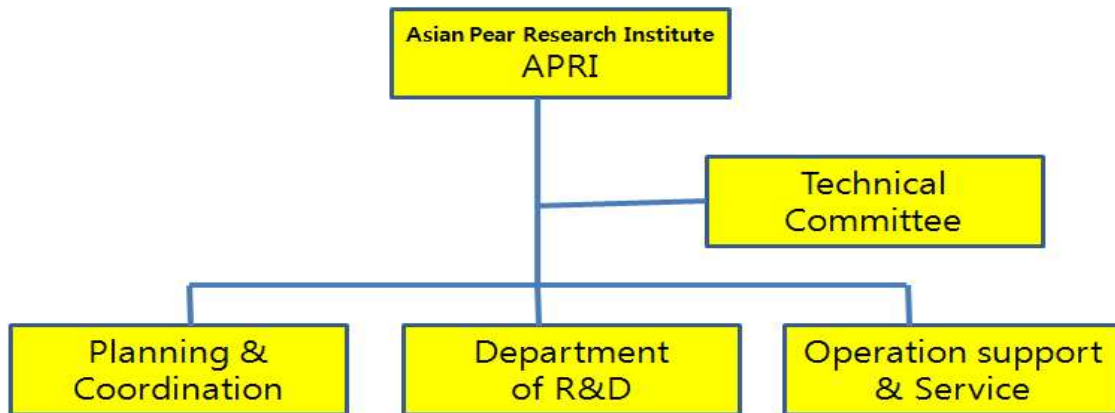 Asian Pear Research Institute
APRI
Technical
Committee
Planning &
Coordination
Department
of R&D
Operation support
& Service